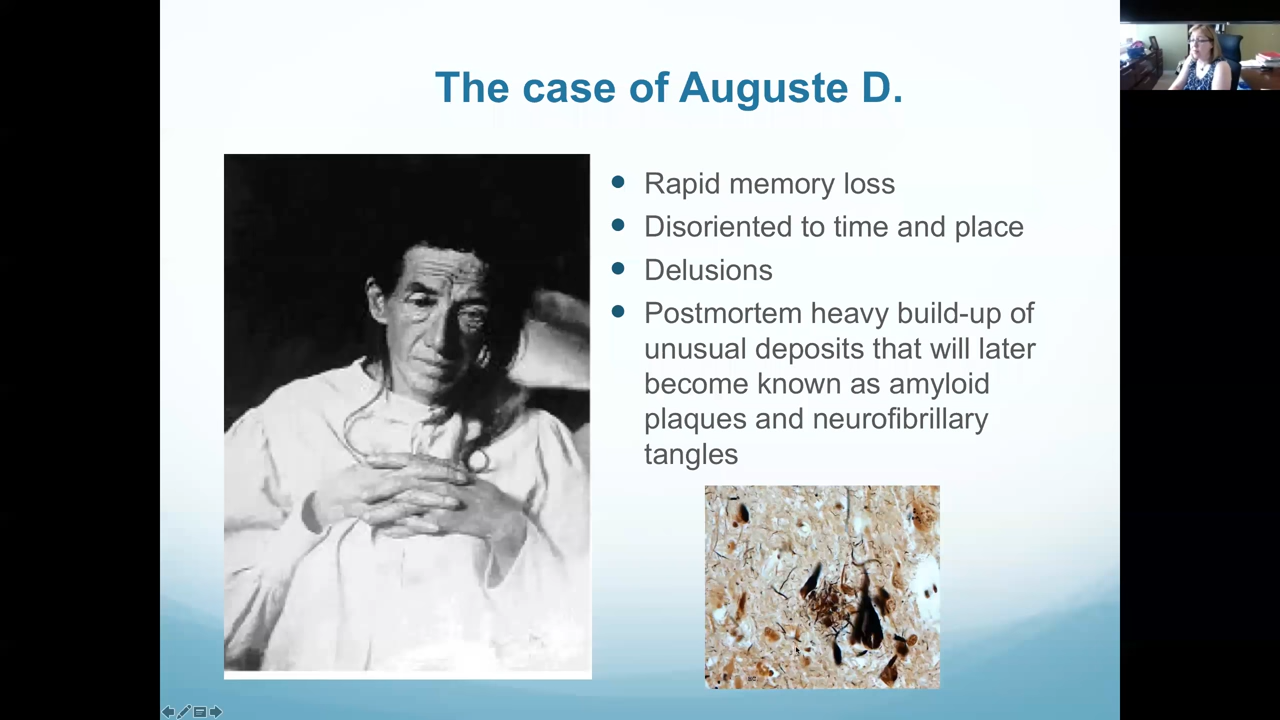 The case of Auguste D.
Rapid memory loss
Disoriented to time and place
Delusions
Postmortem heavy build-up of
unusual deposits that will later
become known as amyloid
plaques and neurofibrillary
tangles